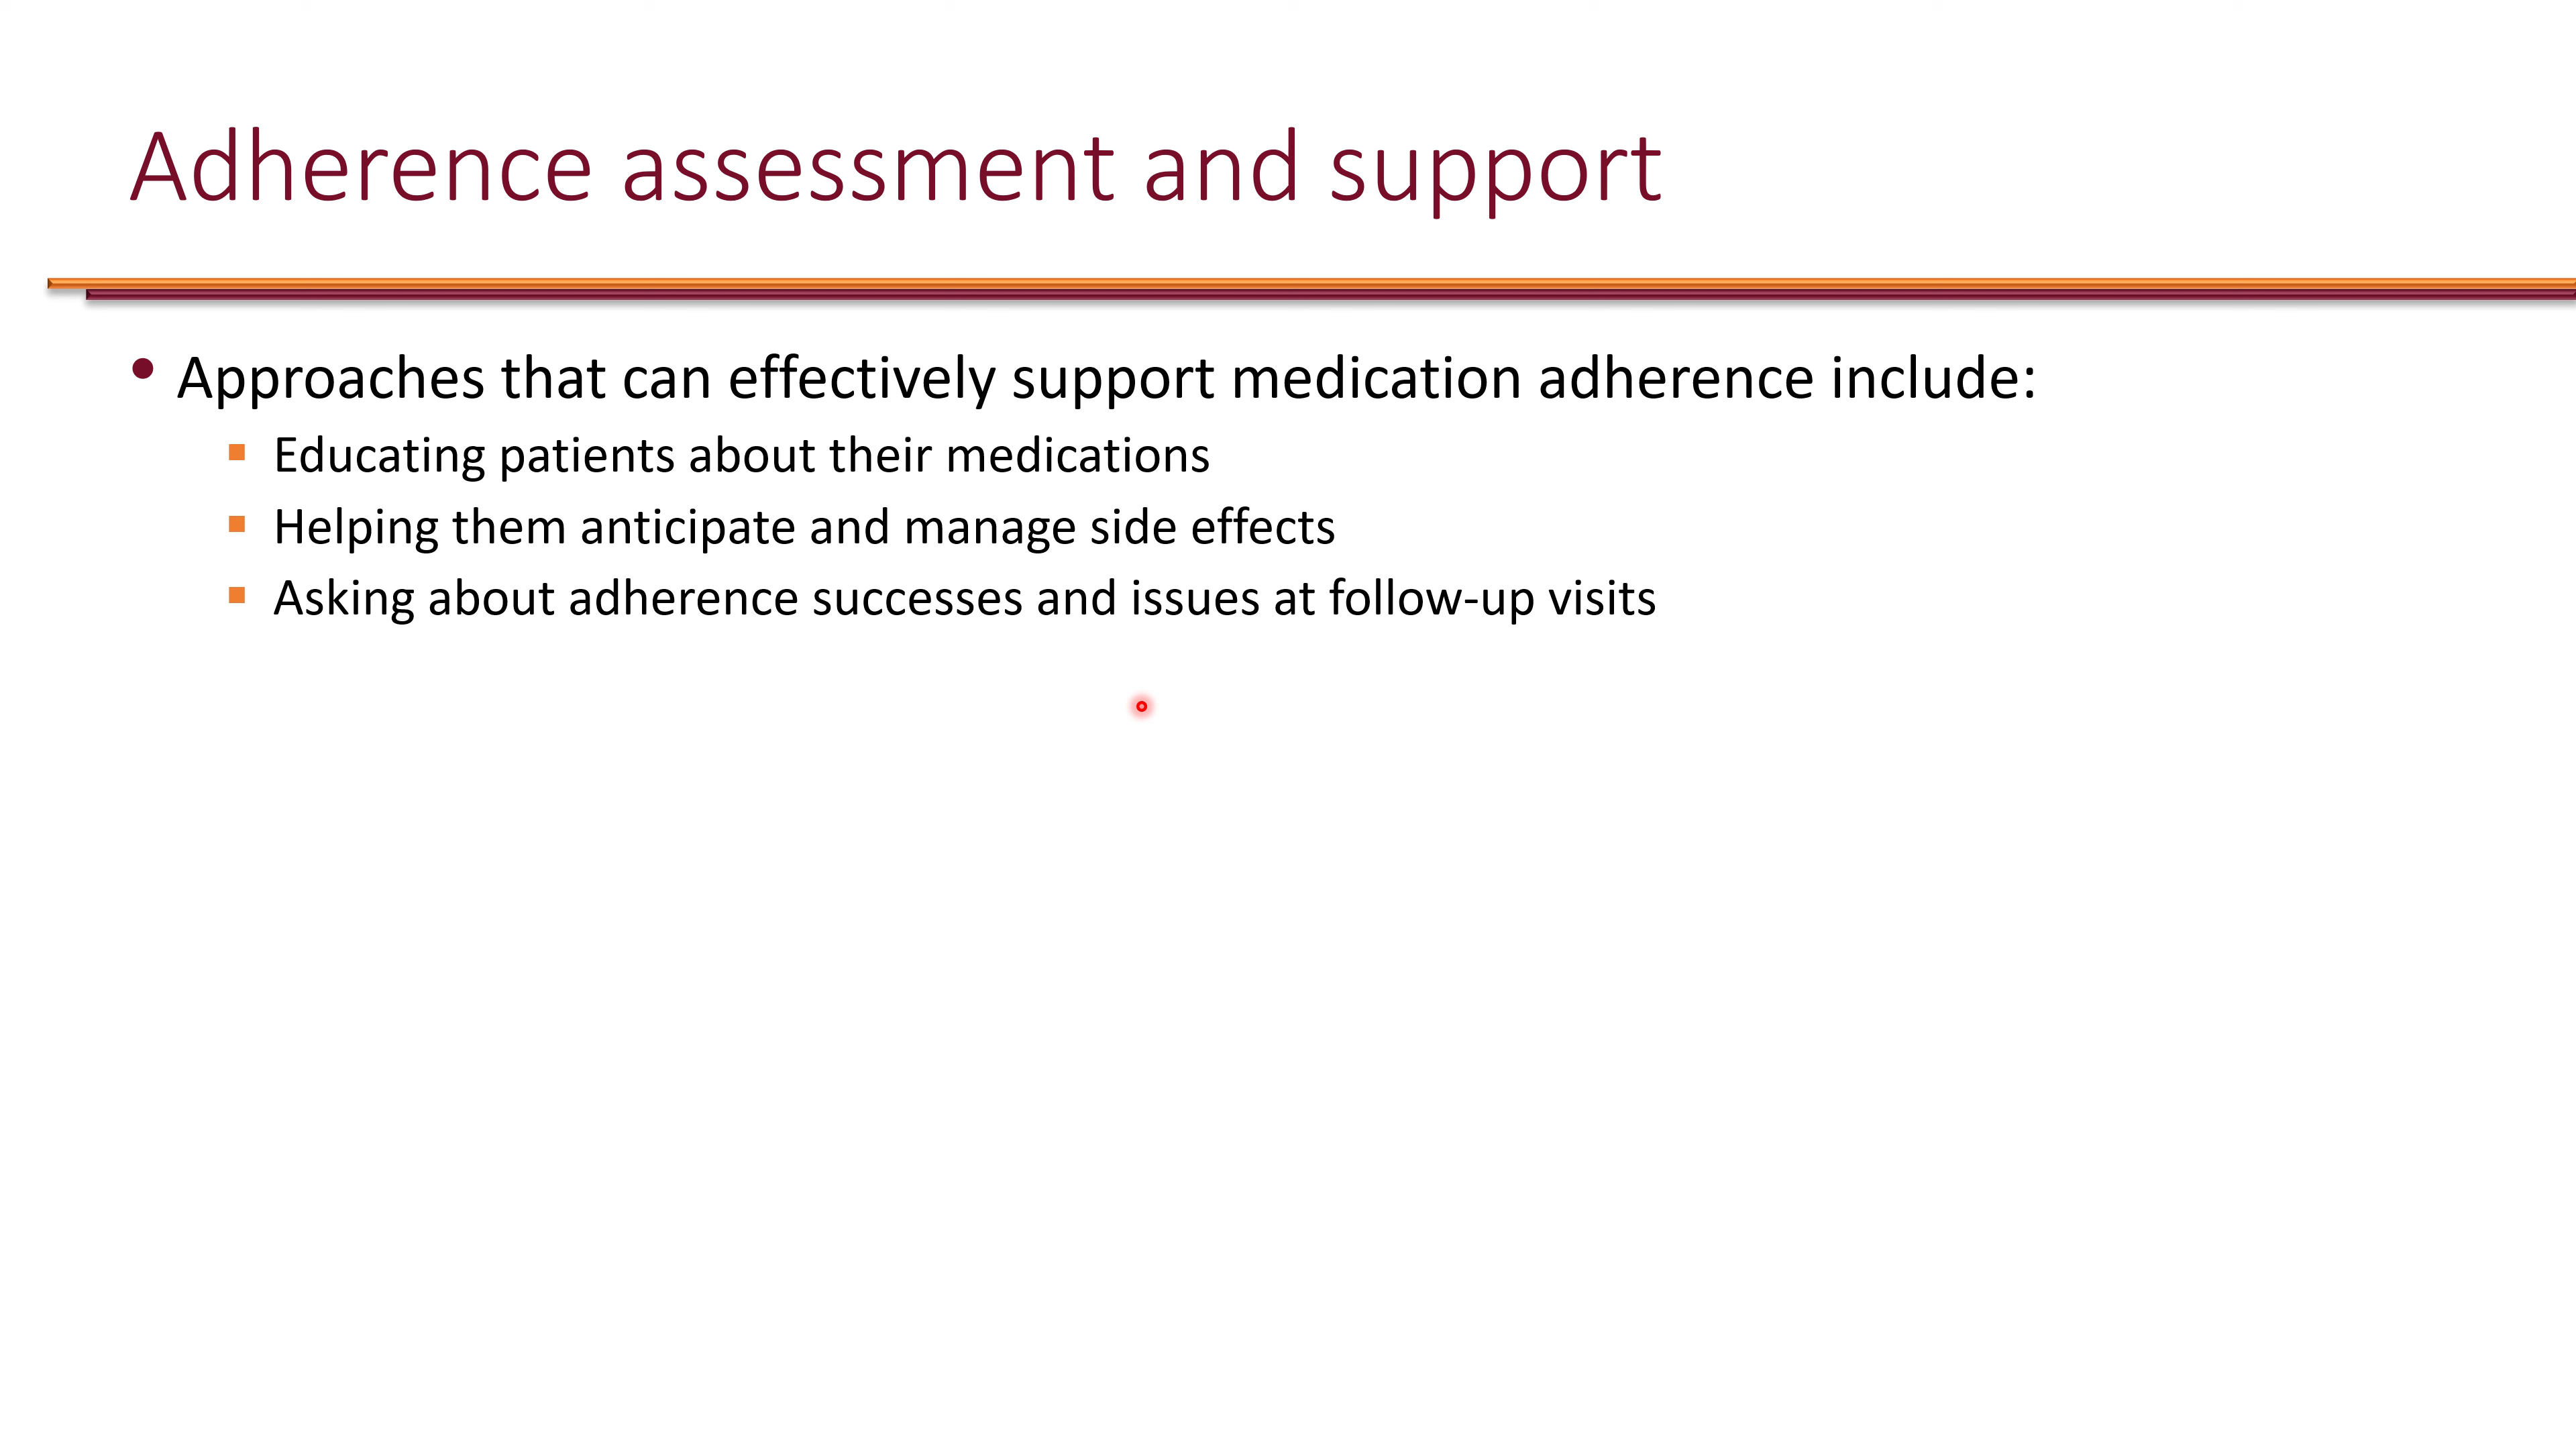 Adherence assessment and support
• Approaches that can effectively support medication adherence include:
▪ Educating patients about their medications
▪ Helping them anticipate and manage side effects
▪ Asking about adherence successes and issues at follow-up visits